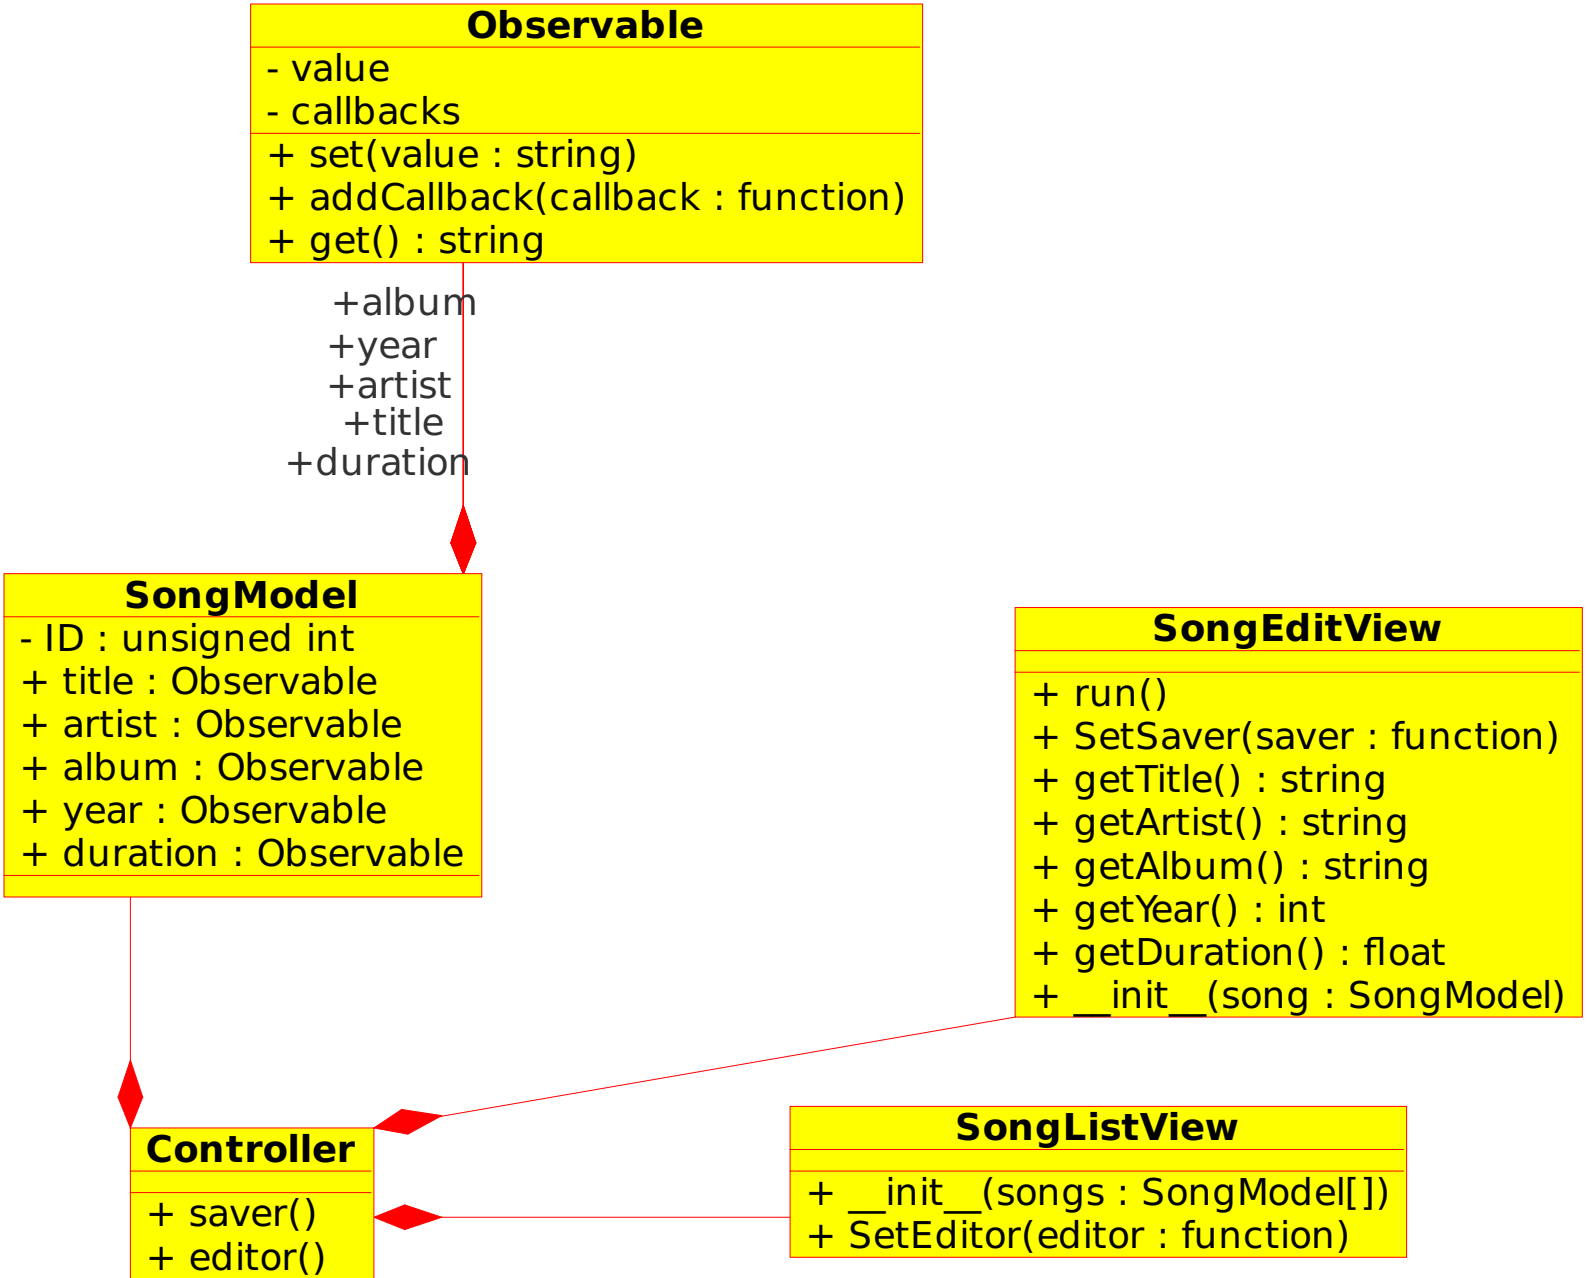 Observable
- value
- callbacks
+ set(value : string)
+ addCallback(callback : function)
+ get() : string
+album
+year
+artist
+title
+duration
SongModel
- ID : unsigned int
+ title : Observable
+ artist : Observable
+ album : Observable
+ year : Observable
+ duration : Observable
SongEditView
+ run()
+ SetSaver(saver : function)
+ getTitle() : string
+ getArtist() : string
+ getAlbum() : string
+ getYear() : int
+ getDuration() : float
+ __init__(song : SongModel)
Controller
+ saver()
+ editor()
SongListView
+ __init__(songs : SongModel[])
+ SetEditor(editor : function)